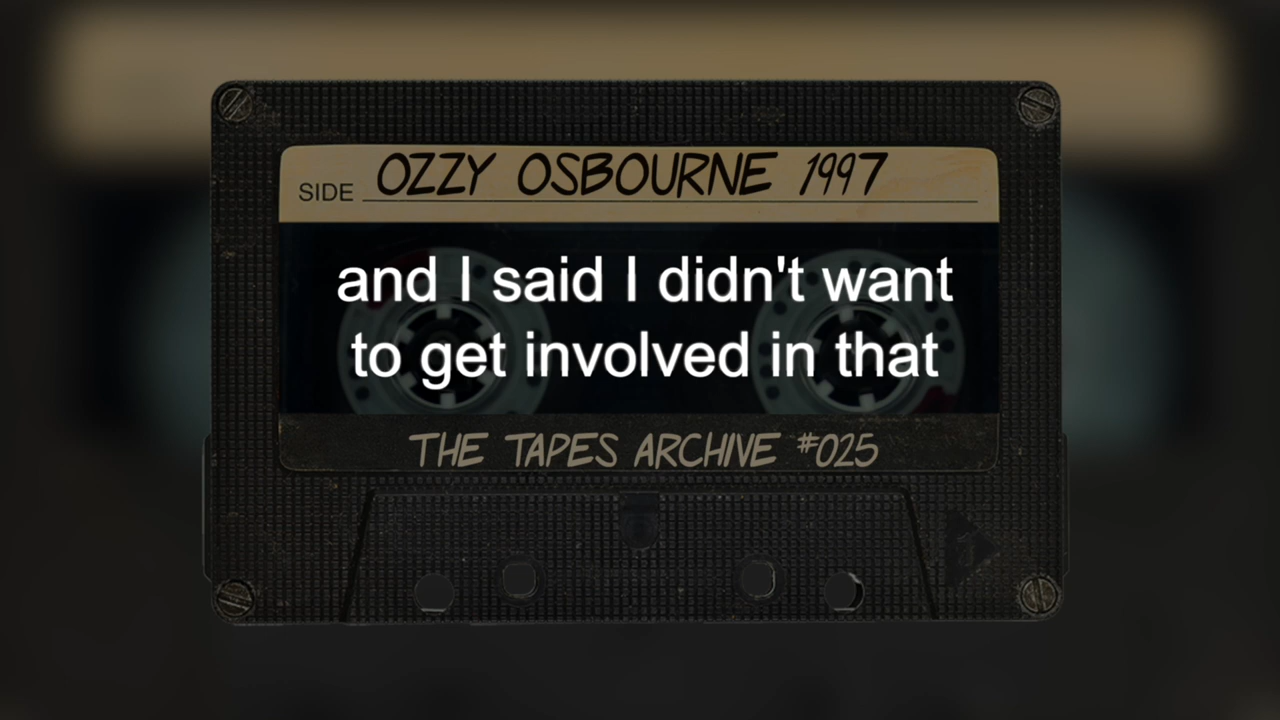 OZZY OSBOURNE 1997
SIDE
and I said I didn't want
to get involved in that
THE TAPES ARCHIVE #025